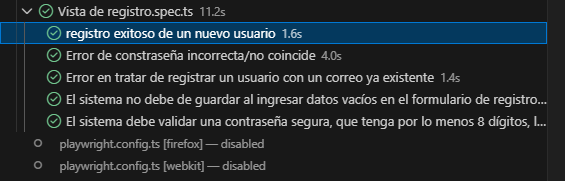 Vista de registro.spec.ts 11.2s
registro exitoso de un nuevo usuario 1.6s
Error de constraseña incorrecta/no coincide 4.0s
Error en tratar de registrar un usuario con un correo ya existente 1.4s
El sistema no debe de guardar al ingresar datos vacíos en el formulario de registro...
El sistema debe validar una contraseña segura, que tenga por lo menos 8 dígitos, l...
playwright.config.ts [firefox] — disabled
playwright.config.ts [webkit] — disabled